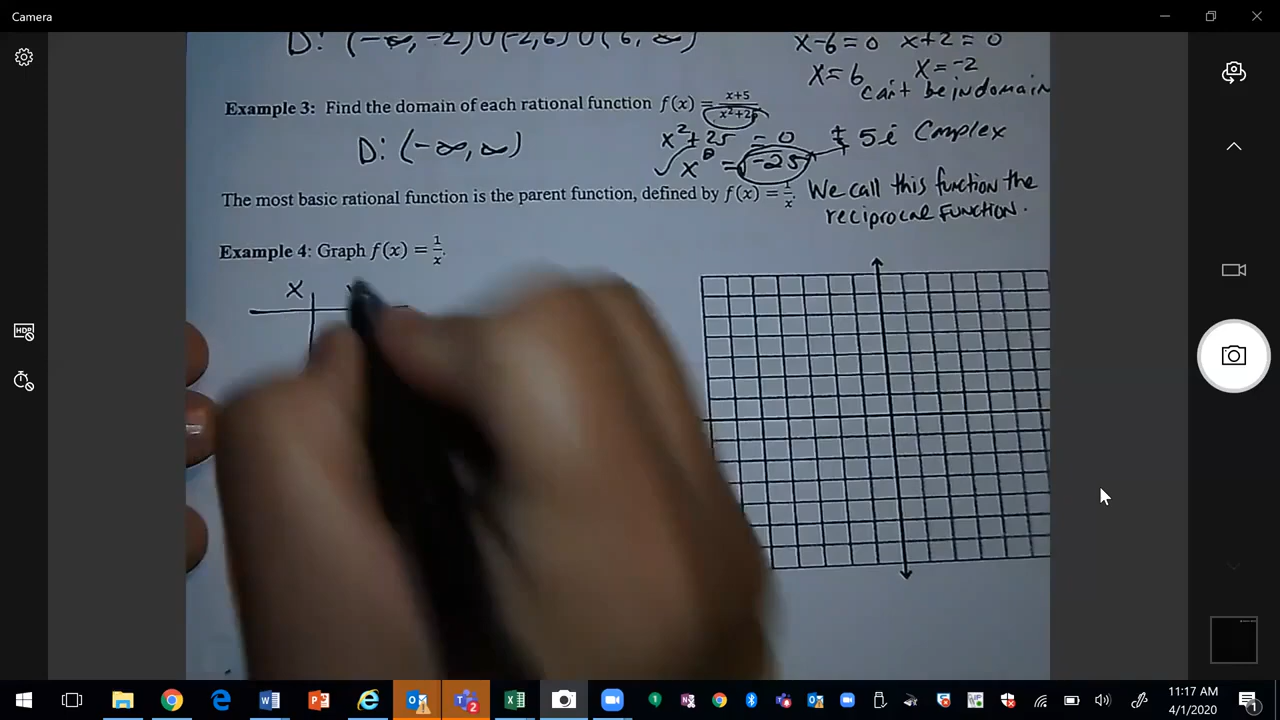 Camera
D: (-∞, -2)∪(-2,6)∪(6, ∞)
x-6=0 x+2=0
x=6 x=-2
can't be in domain
Example 3: Find the domain of each rational function f(x) = x+5/x²+2
D: (-∞, ∞)
x²+25 = 0 ± 5i Complex
√x² = √-25
The most basic rational function is the parent function, defined by f(x) = 1/x.
We call this function the
reciprocal function.
Example 4: Graph f(x) = 1/x.
x
11:17 AM
4/1/2020